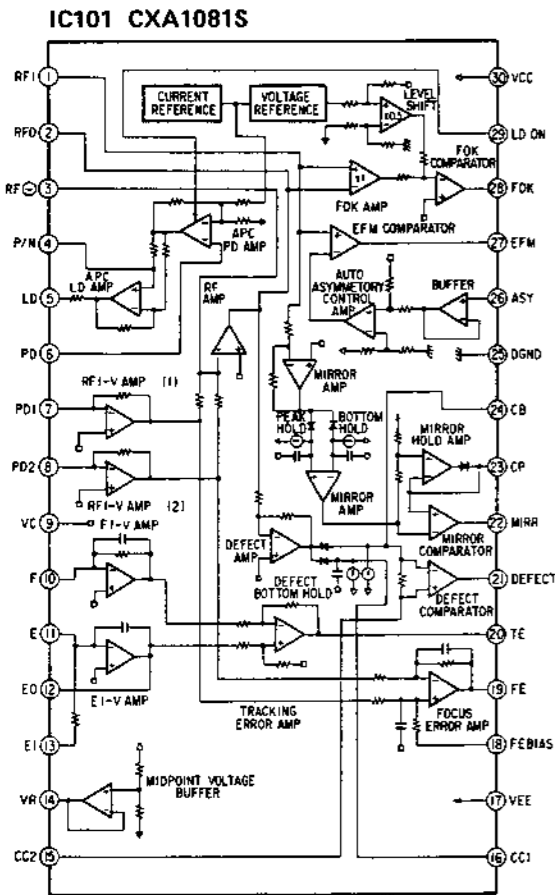 IC101 CXA1081S
RFI 1
RFO 2
RF⊖ 3
P/N 4
LD 5
PD 6
PD1 7
PD2 8
VC 9
F 10
E 11
EO 12
EI 13
VR 14
CC2 15
30 VCC
29 LD ON
28 FOK
27 EFM
26 ASY
25 DGND
24 CB
23 CP
22 MIRR
21 DEFECT
20 TE
19 FE
18 FEBIAS
17 VEE
16 CC1
CURRENT
REFERENCE
VOLTAGE
REFERENCE
LEVEL
SHIFT
x0.5
FOK
COMPARATOR
x1
FOK AMP
EFM COMPARATOR
APC
PD AMP
APC
LD AMP
RF
AMP
AUTO
ASYMMETORY
CONTROL
AMP
BUFFER
RF I-V AMP (1)
MIRROR
AMP
PEAK
HOLD
BOTTOM
HOLD
MIRROR
HOLD AMP
RF I-V AMP (2)
MIRROR
AMP
F I-V AMP
DEFECT
AMP
MIRROR
COMPARATOR
DEFECT
BOTTOM HOLD
DEFECT
COMPARATOR
E I-V AMP
TRACKING
ERROR AMP
FOCUS
ERROR AMP
MIDPOINT VOLTAGE
BUFFER